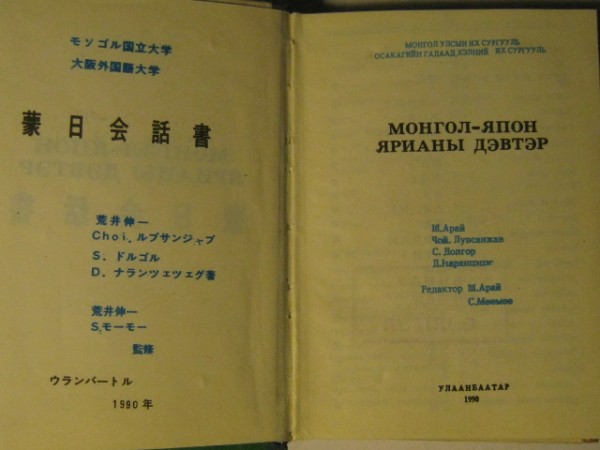 モンゴル国立大学
大阪外国語大学
蒙日会話書
荒井伸一
Choi. ルブサンジャブ
S. ドルゴル
D. ナランツェツェグ著
荒井伸一
S.モーモー
監修
ウランバートル
1990年
МОНГОЛ УЛСЫН ИХ СУРГУУЛЬ
ОСАКАГИЙН ГАДААД ХЭЛНИЙ ИХ СУРГУУЛЬ
МОНГОЛ-ЯПОН
ЯРИАНЫ ДЭВТЭР
Ш.Арай
Чой. Лувсанжав
С. Долгор
Д.Наранцэцэг
Редактор Ш.Арай
С.Мөөмөө
УЛААНБААТАР
1990